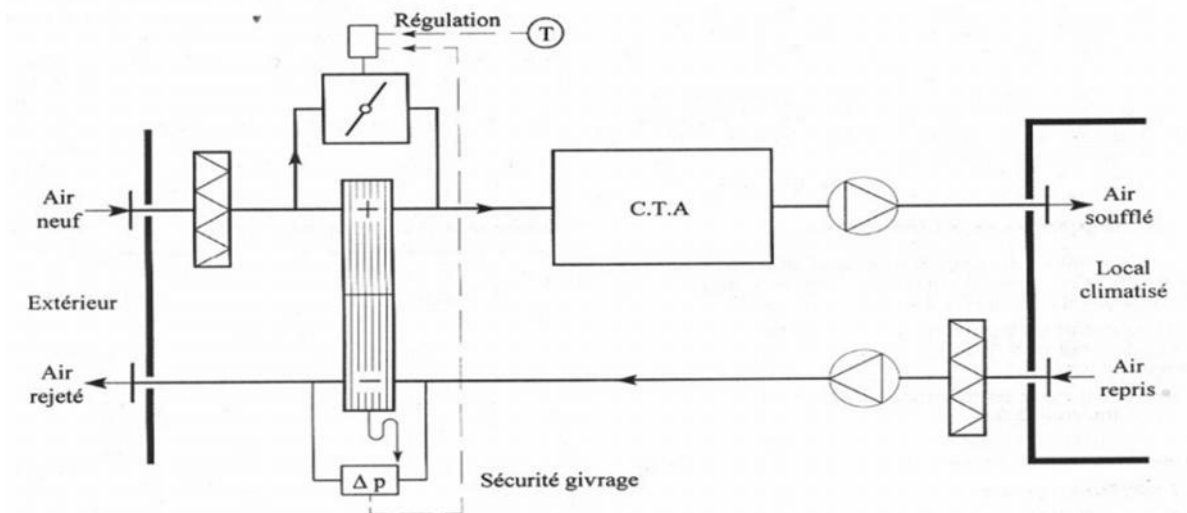 Régulation
T
Air
neuf
+
C.T.A
Air
soufflé
Extérieur
Local
climatisé
Air
rejeté
−
Air
repris
Δ p
Sécurité givrage